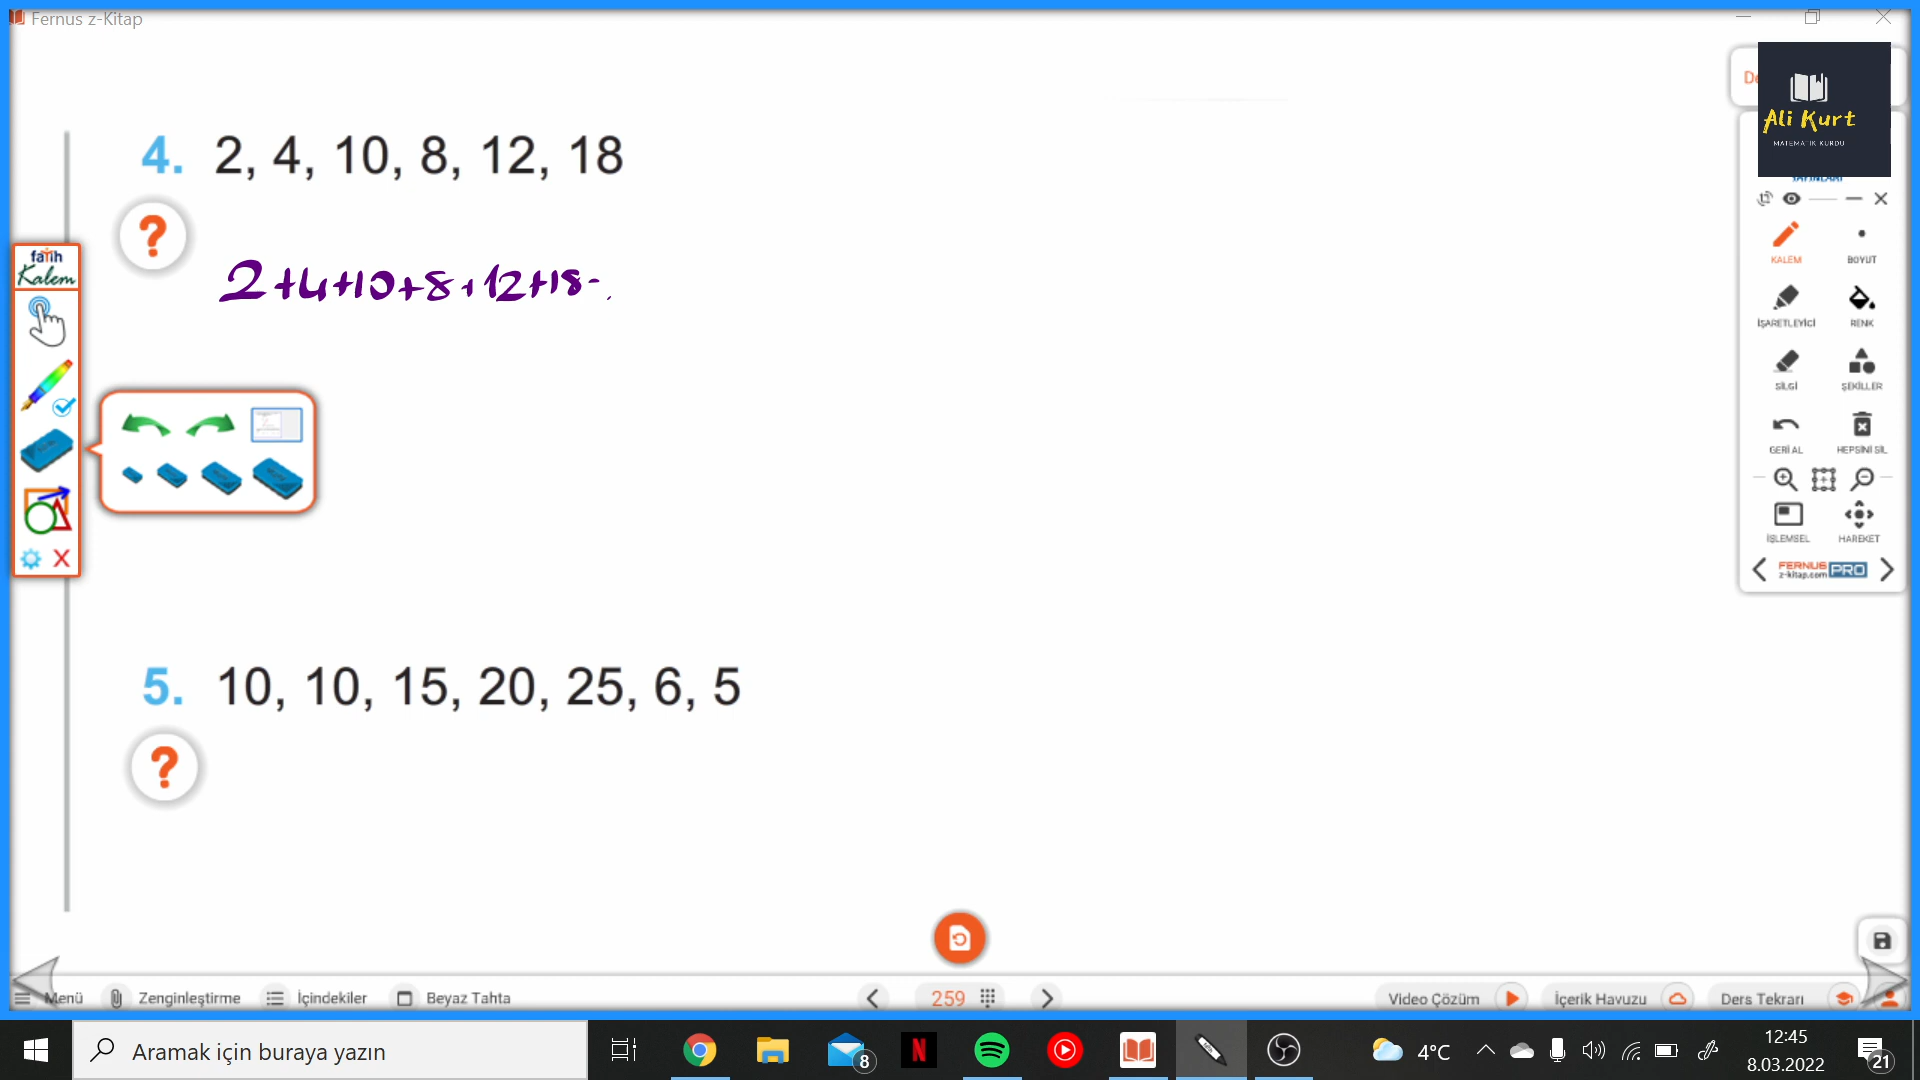 Fernus z-Kitap
Ali Kurt
MATEMATİK KURDU
4. 2, 4, 10, 8, 12, 18
?
2+4+10+8+12+18=
fatih
Kalem
KALEM
BOYUT
İŞARETLEYİCİ
RENK
SİLGİ
ŞEKİLLER
GERİ AL
HEPSİNİ SİL
İŞLEMSEL
HAREKET
FERNUS
z-kitap.com
PRO
5. 10, 10, 15, 20, 25, 6, 5
?
Menü
Zenginleştirme
İçindekiler
Beyaz Tahta
259
Video Çözüm
İçerik Havuzu
Ders Tekrarı
Aramak için buraya yazın
8
4°C
12:45
8.03.2022
21